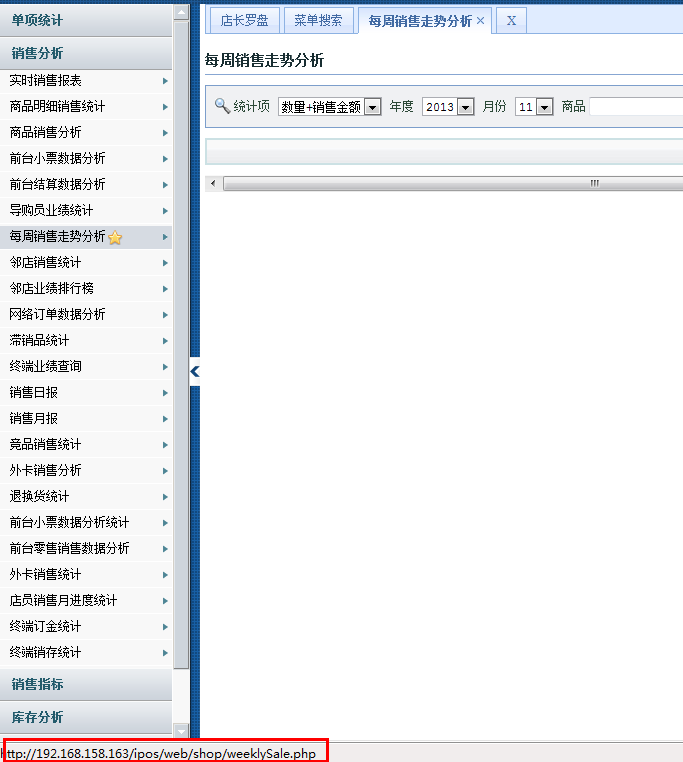 单项统计
销售分析
实时销售报表
商品明细销售统计
商品销售分析
前台小票数据分析
前台结算数据分析
导购员业绩统计
每周销售走势分析
邻店销售统计
邻店业绩排行榜
网络订单数据分析
滞销品统计
终端业绩查询
销售日报
销售月报
竞品销售统计
外卡销售分析
退换货统计
前台小票数据分析统计
前台零售销售数据分析
外卡销售统计
店员销售月进度统计
终端订金统计
终端销存统计
销售指标
库存分析
店长罗盘 菜单搜索 每周销售走势分析 × X
每周销售走势分析
统计项 数量+销售金额 年度 2013 月份 11 商品
http://192.168.158.163/ipos/web/shop/weeklySale.php